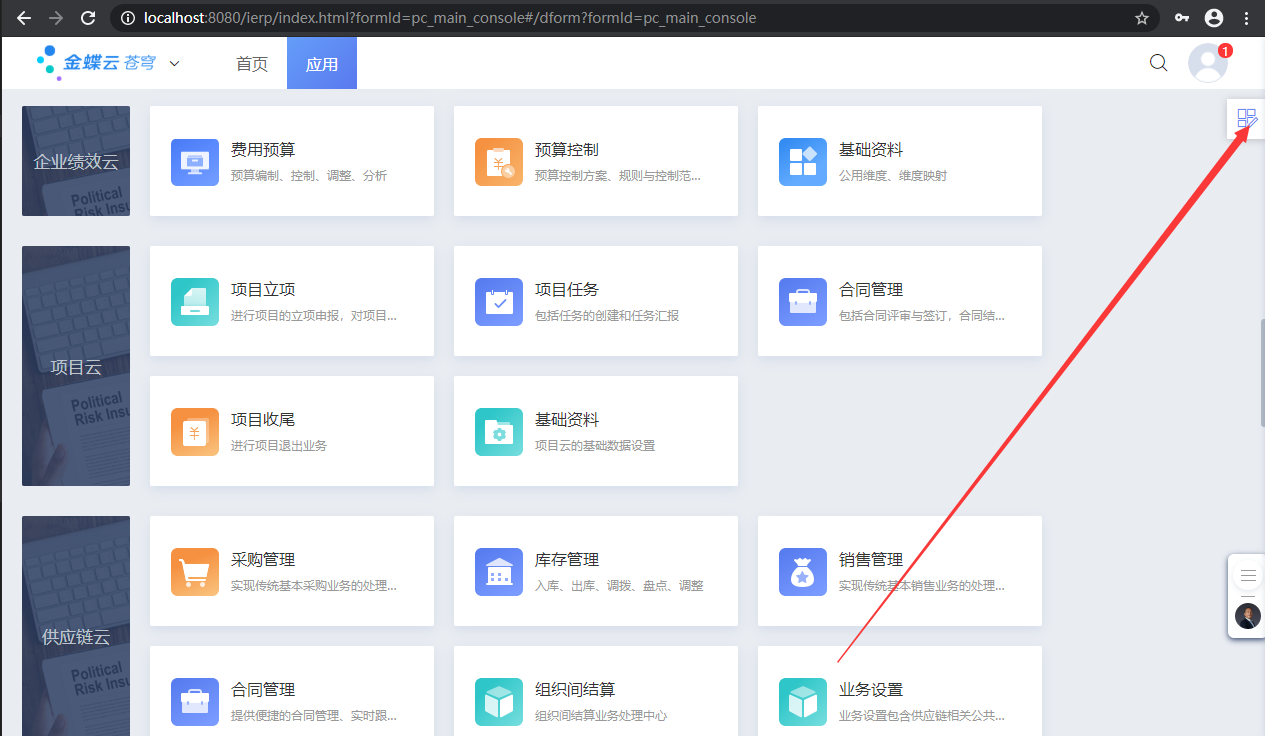 localhost:8080/ierp/index.html?formId=pc_main_console#/dform?formId=pc_main_console
金蝶云 苍穹
首页
应用
1
企业绩效云
Political
Risk Insu
费用预算
预算编制、控制、调整、分析
预算控制
预算控制方案、规则与控制范...
基础资料
公用维度、维度映射
项目云
Political
Risk Insu
项目立项
进行项目的立项申报，对项目...
项目任务
包括任务的创建和任务汇报
合同管理
包括合同评审与签订，合同结...
项目收尾
进行项目退出业务
基础资料
项目云的基础数据设置
供应链云
Political
Risk Insu
采购管理
实现传统基本采购业务的处理...
库存管理
入库、出库、调拨、盘点、调整
销售管理
实现传统基本销售业务的处理...
合同管理
提供便捷的合同管理、实时跟...
组织间结算
组织间结算业务处理中心
业务设置
业务设置包含供应链相关公共...